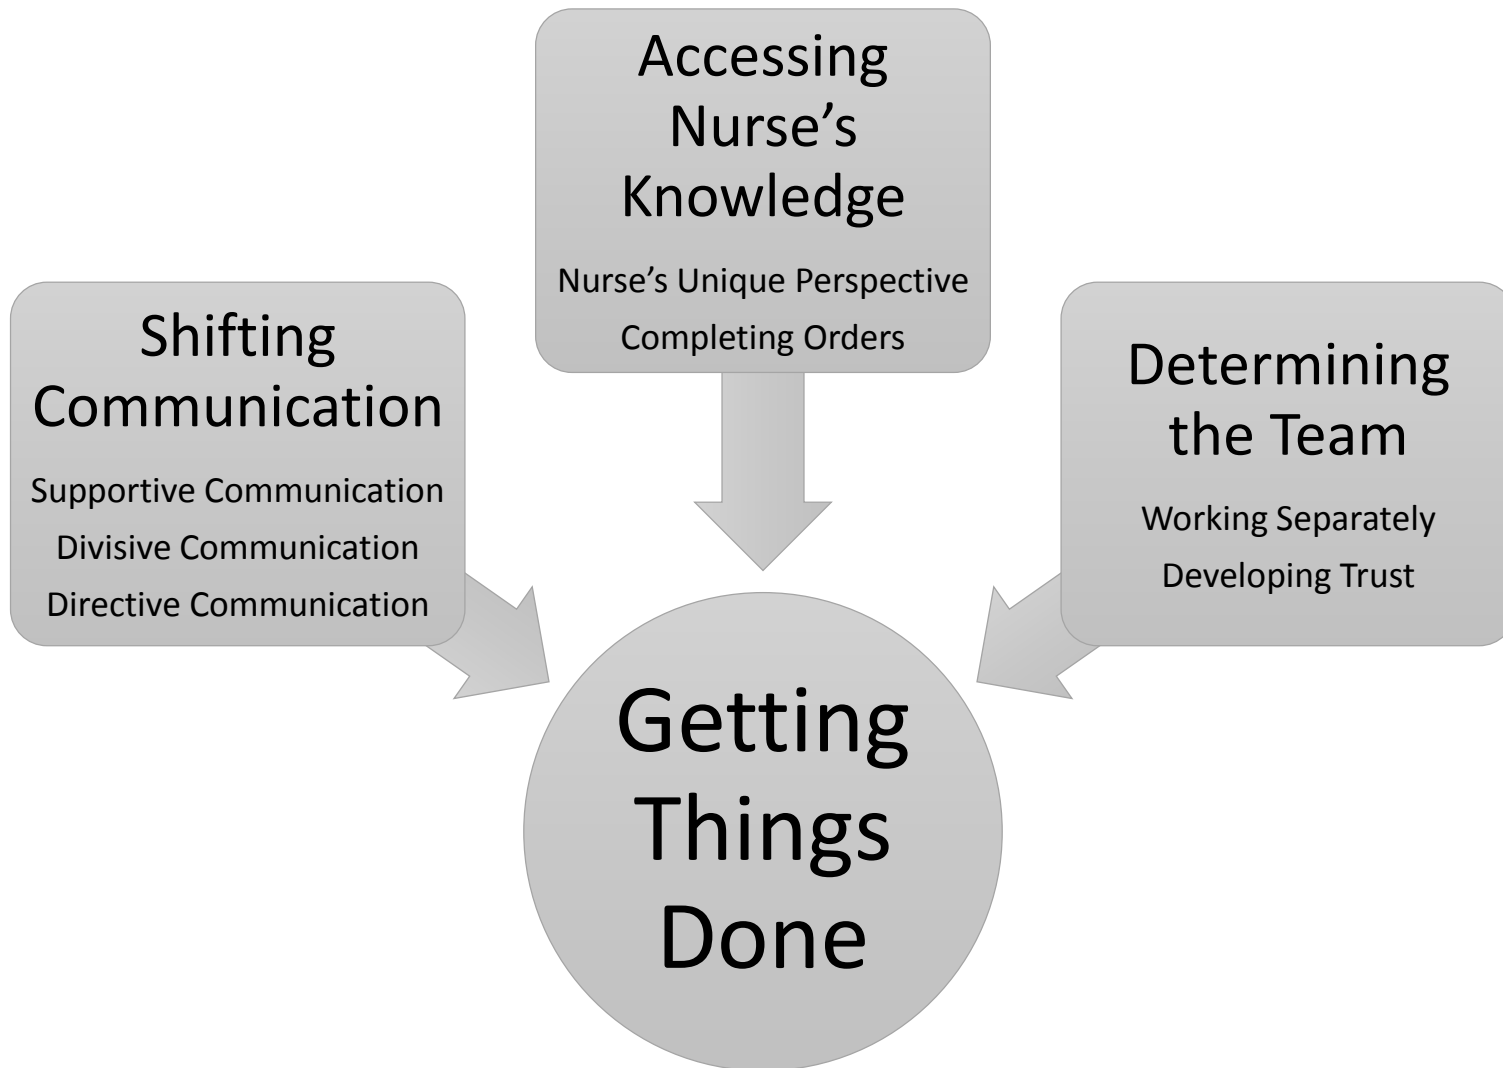 Accessing
Nurse’s
Knowledge
Nurse’s Unique Perspective
Completing Orders
Shifting
Communication
Supportive Communication
Divisive Communication
Directive Communication
Determining
the Team
Working Separately
Developing Trust
Getting
Things
Done